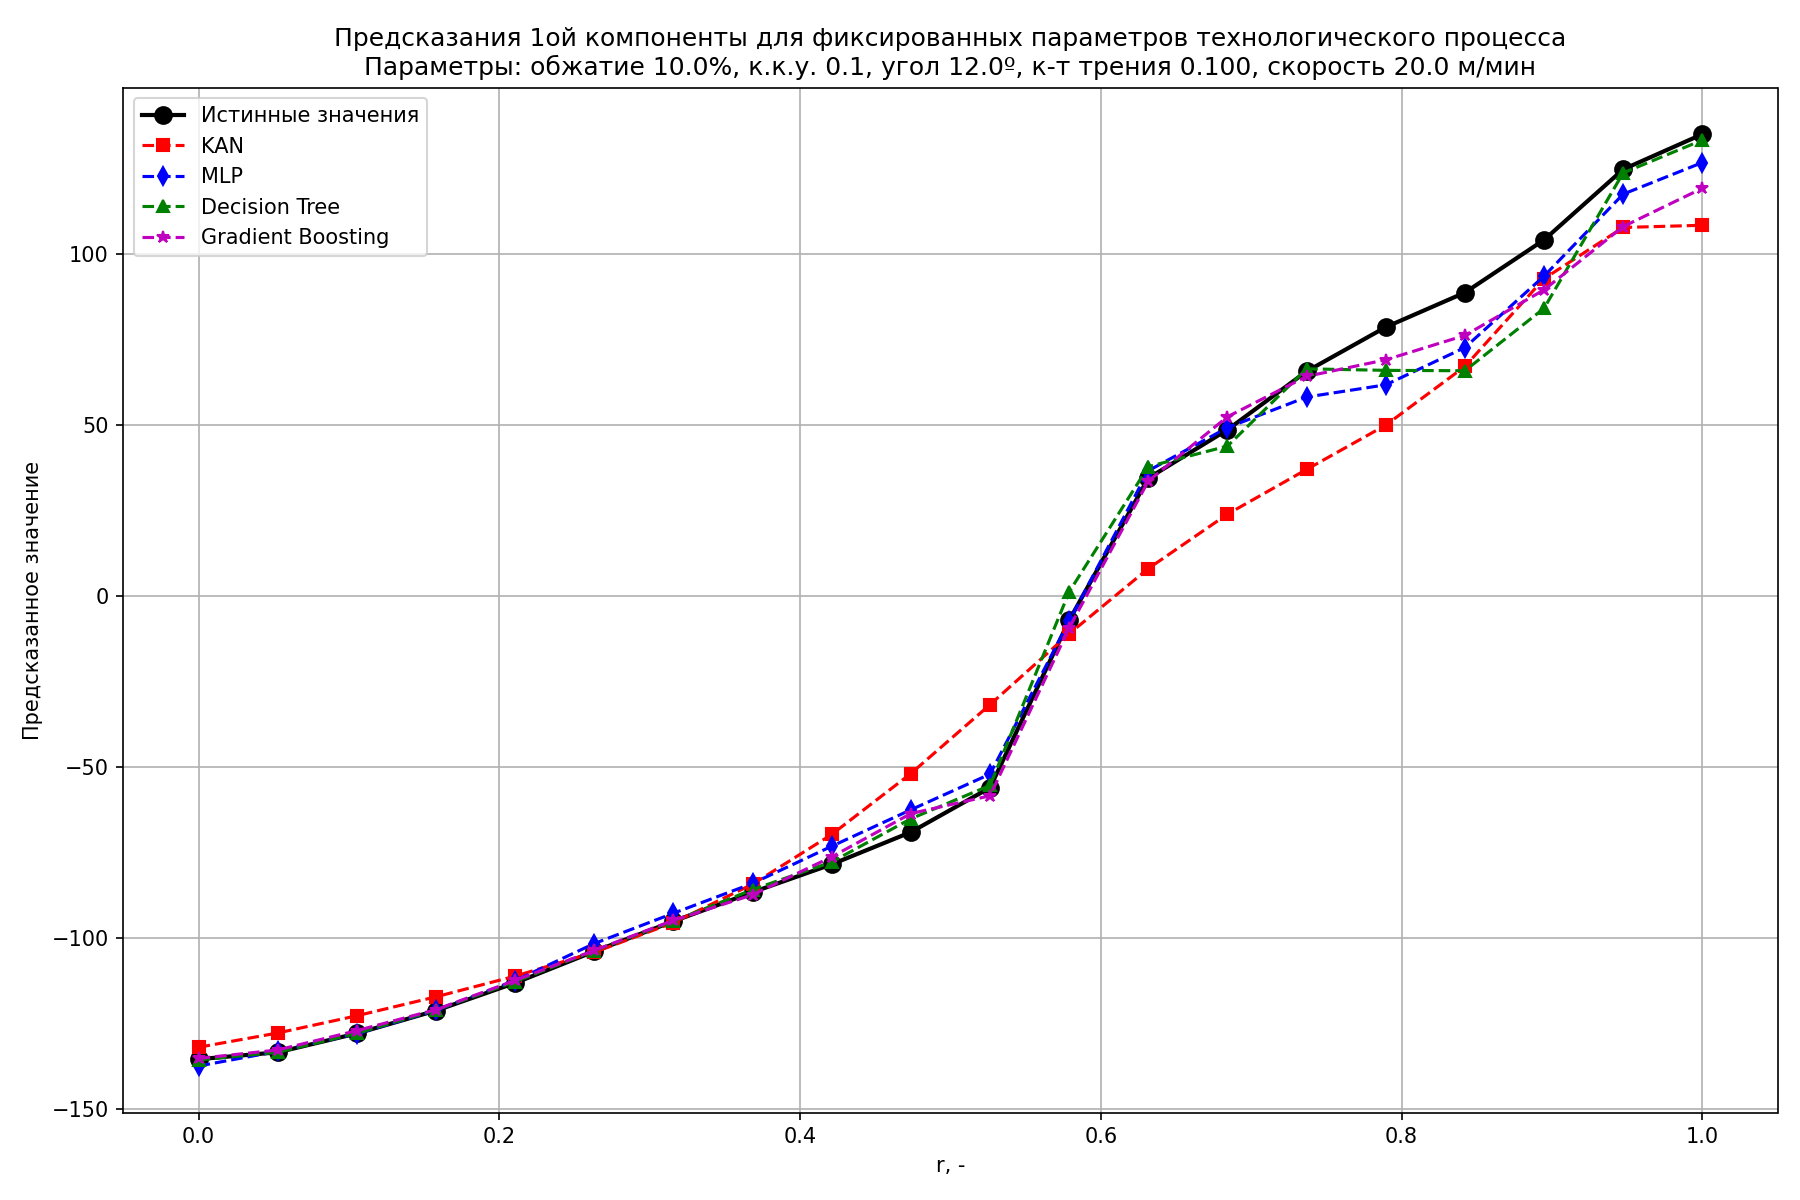 Предсказания 1ой компоненты для фиксированных параметров технологического процесса
Параметры: обжатие 10.0%, к.к.у. 0.1, угол 12.0º, к-т трения 0.100, скорость 20.0 м/мин
Истинные значения
KAN
MLP
Decision Tree
Gradient Boosting
Предсказанное значение
100
50
0
−50
−100
−150
0.0 0.2 0.4 0.6 0.8 1.0
r, -